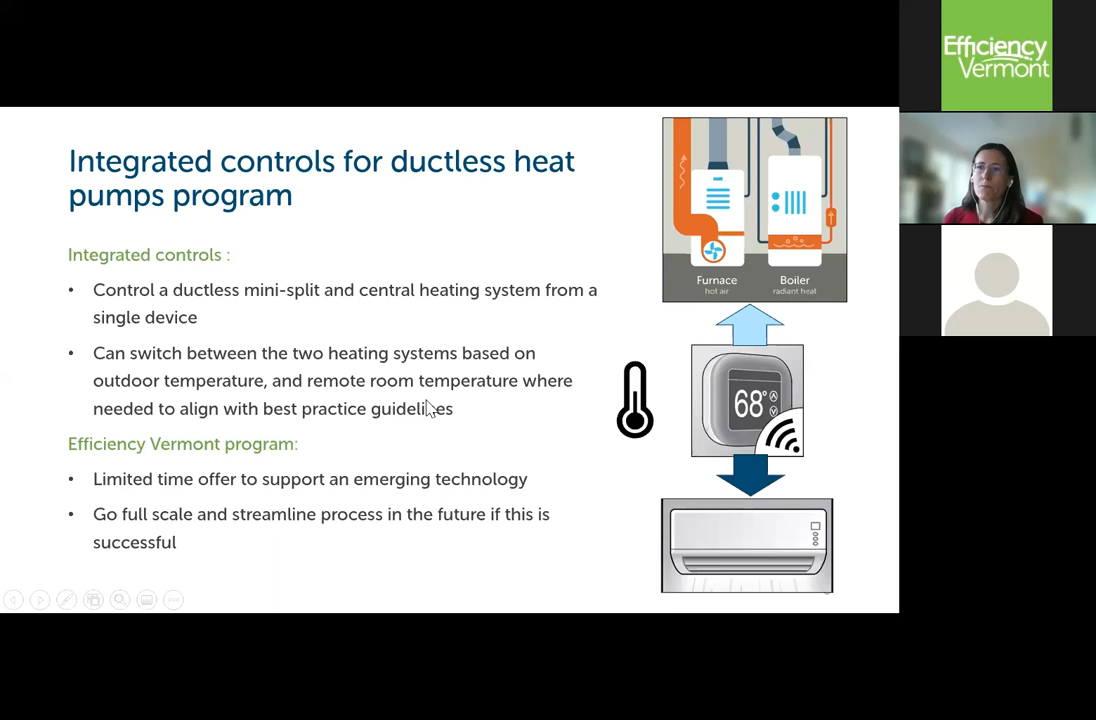 Efficiency
Vermont
Integrated controls for ductless heat
pumps program
Integrated controls :
• Control a ductless mini-split and central heating system from a
single device
• Can switch between the two heating systems based on
outdoor temperature, and remote room temperature where
needed to align with best practice guidelines
Efficiency Vermont program:
• Limited time offer to support an emerging technology
• Go full scale and streamline process in the future if this is
successful
Furnace
hot air
Boiler
radiant heat
68°